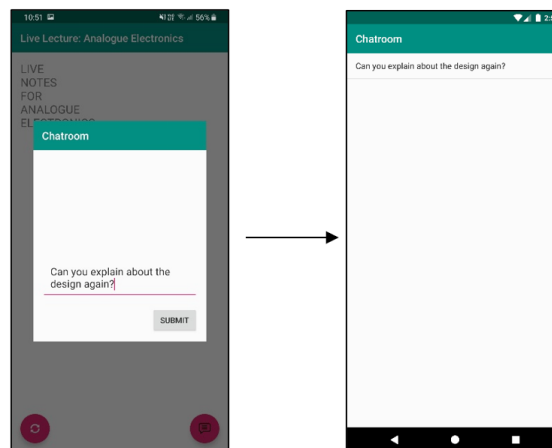 10:51
56%
Live Lecture: Analogue Electronics
LIVE
NOTES
FOR
ANALOGUE
ELECTRONICS
Chatroom
Can you explain about the
design again?
SUBMIT
Chatroom
Can you explain about the design again?